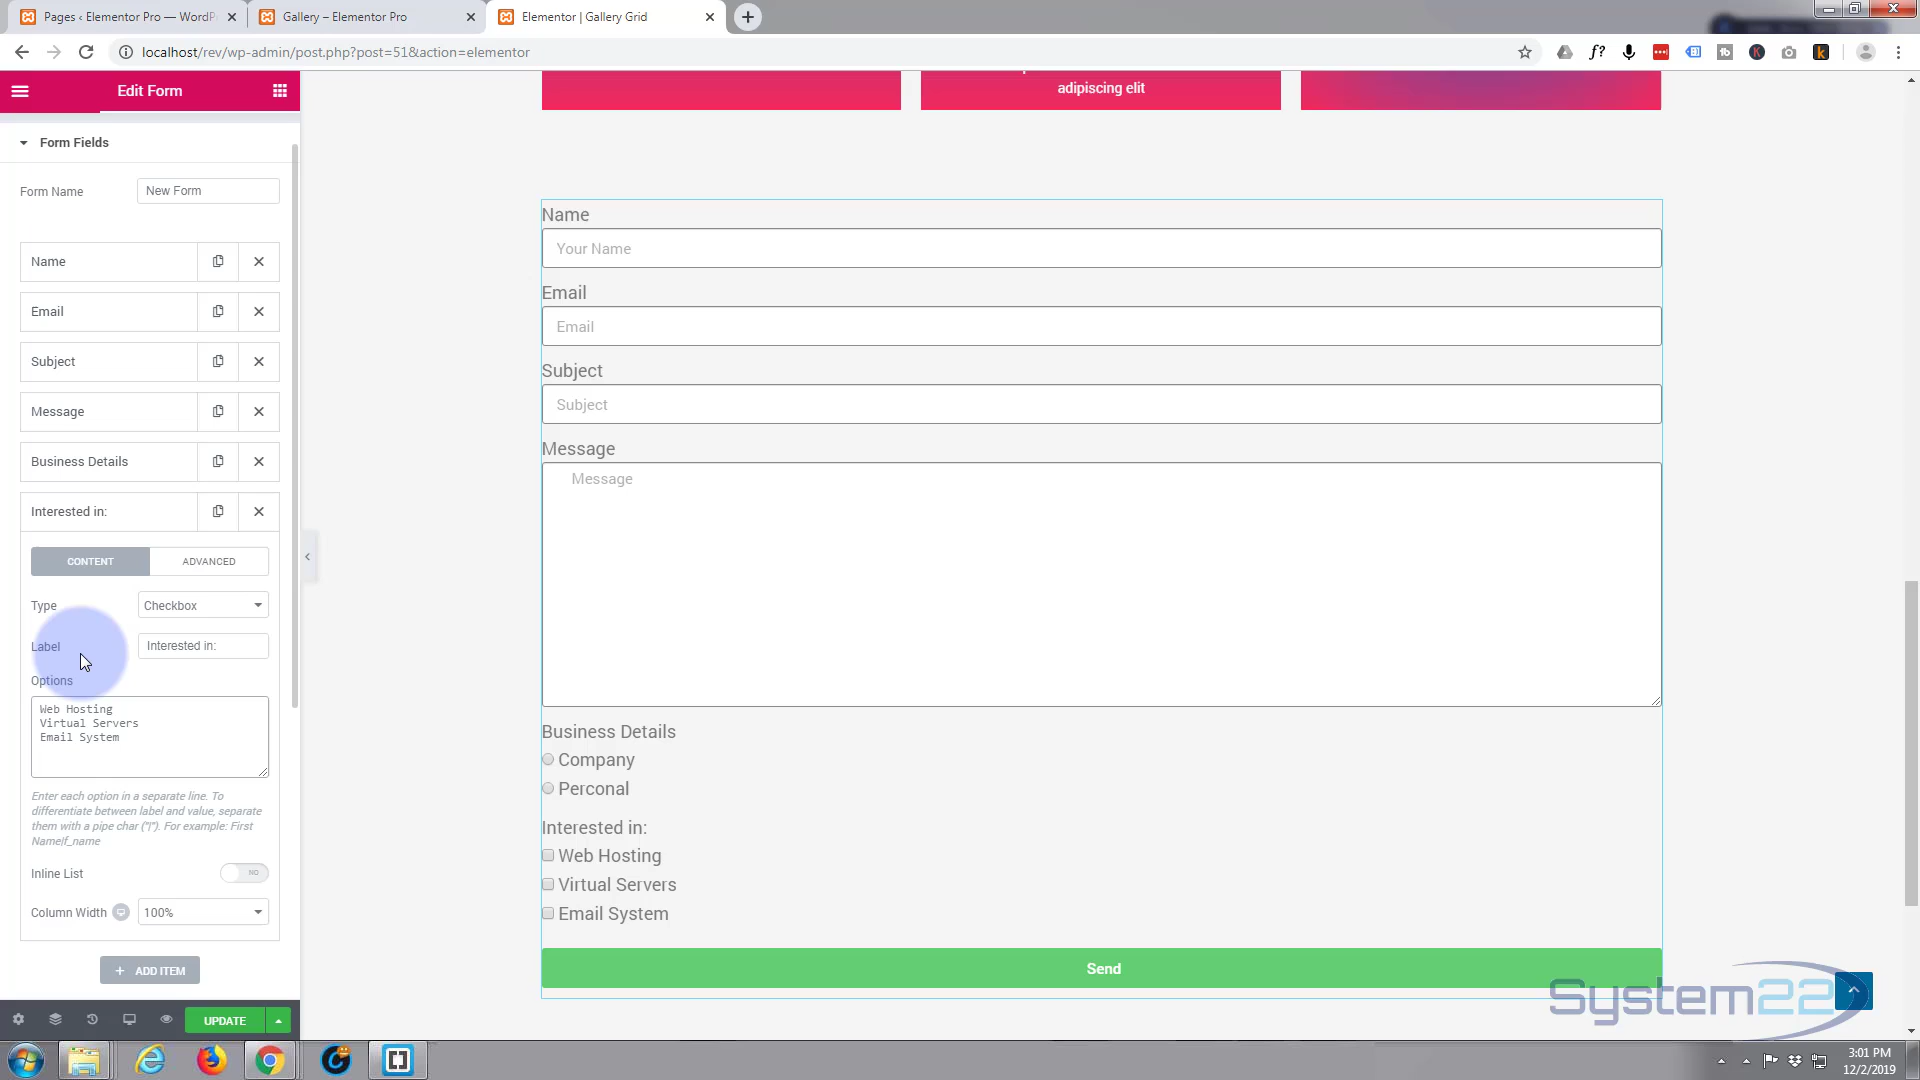 Pages ‹ Elementor Pro — WordP
Gallery – Elementor Pro
Elementor | Gallery Grid
localhost/rev/wp-admin/post.php?post=51&action=elementor
f?
Edit Form
adipiscing elit
Form Fields
Form Name
New Form
Name
Email
Subject
Message
Business Details
Interested in:
CONTENT
ADVANCED
Type
Checkbox
Label
Interested in:
Options
Web Hosting
Virtual Servers
Email System
Enter each option in a separate line. To
differentiate between label and value, separate
them with a pipe char ("|"). For example: First
Name|f_name
Inline List
NO
Column Width
100%
+ ADD ITEM
UPDATE
Name
Your Name
Email
Email
Subject
Subject
Message
Message
Business Details
Company
Perconal
Interested in:
Web Hosting
Virtual Servers
Email System
Send
System22
3:01 PM
12/2/2019